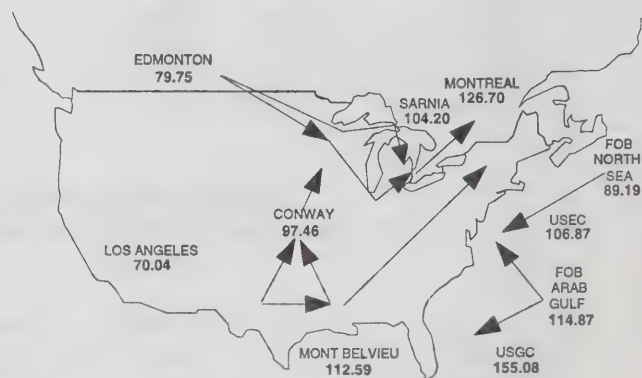 EDMONTON
79.75
SARNIA
104.20
MONTREAL
126.70
FOB
NORTH
SEA
89.19
CONWAY
97.46
LOS ANGELES
70.04
USEC
106.87
FOB
ARAB
GULF
114.87
MONT BELVIEU
112.59
USGC
155.08